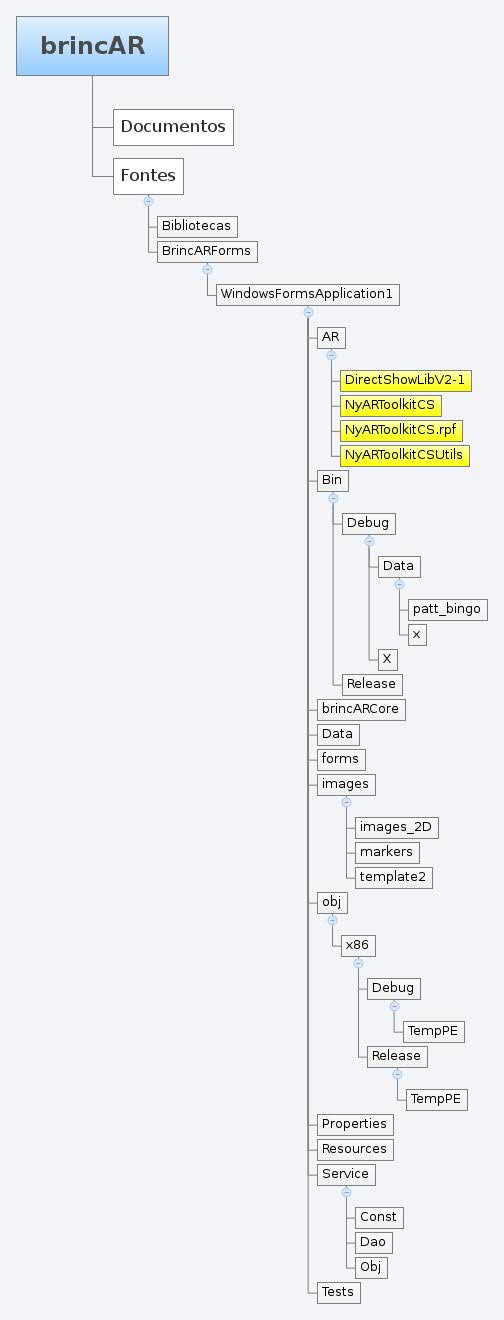 brincAR
Documentos
Fontes
Bibliotecas
BrincARForms
WindowsFormsApplication1
AR
DirectShowLibV2-1
NyARToolkitCS
NyARToolkitCS.rpf
NyARToolkitCSUtils
Bin
Debug
Data
patt_bingo
x
X
Release
brincARCore
Data
forms
images
images_2D
markers
template2
obj
x86
Debug
TempPE
Release
TempPE
Properties
Resources
Service
Const
Dao
Obj
Tests